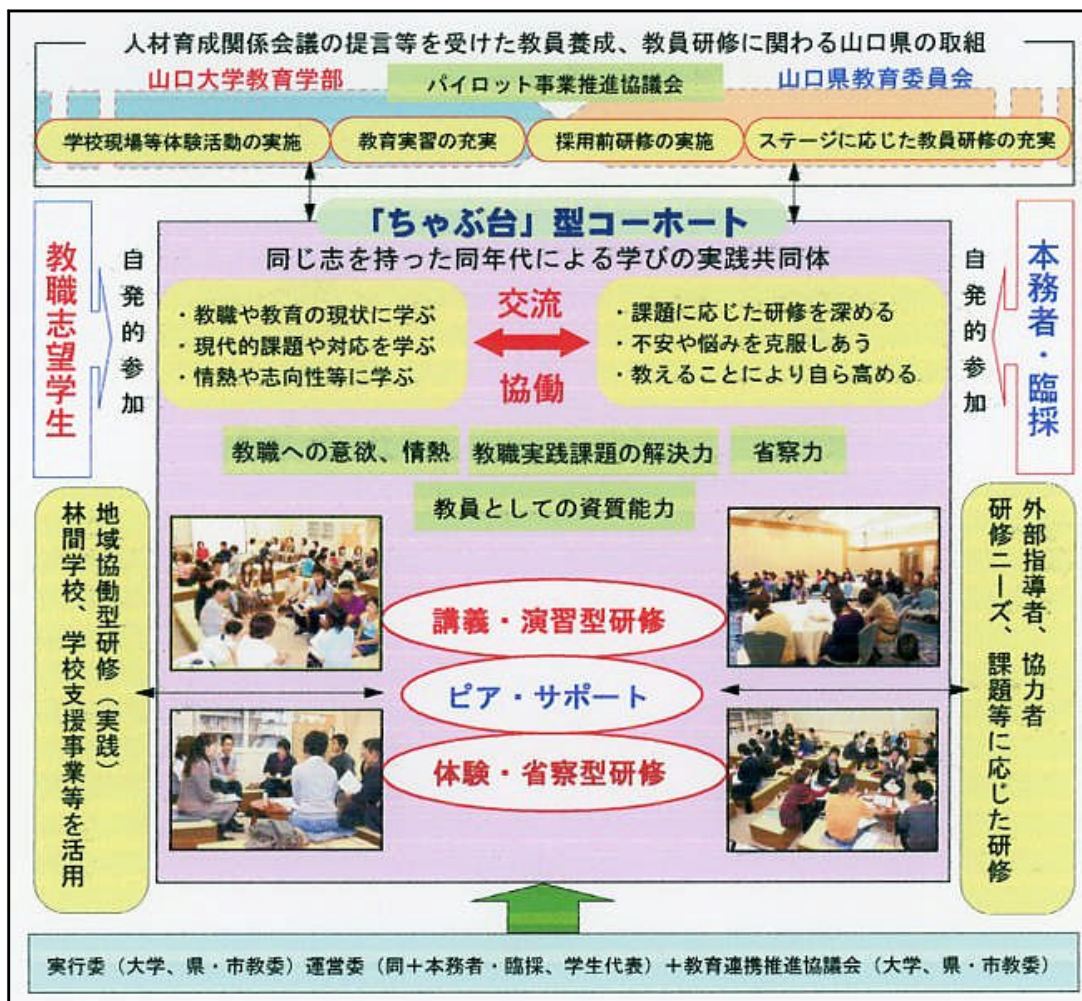 人材育成関係会議の提言等を受けた教員養成、教員研修に関わる山口県の取組
山口大学教育学部
パイロット事業推進協議会
山口県教育委員会
学校現場等体験活動の実施
教育実習の充実
採用前研修の実施
ステージに応じた教員研修の充実
「ちゃぶ台」型コーホート
同じ志を持った同年代による学びの実践共同体
教職志望学生
自発的参加
・教職や教育の現状に学ぶ
・現代的課題や対応を学ぶ
・情熱や志向性等に学ぶ
交流
協働
・課題に応じた研修を深める
・不安や悩みを克服しあう
・教えることにより自ら高める
自発的参加
本務者・臨採
教職への意欲、情熱
教職実践課題の解決力
省察力
教員としての資質能力
地域協働型研修（実践）
林間学校、学校支援事業等を活用
講義・演習型研修
ピア・サポート
体験・省察型研修
外部指導者、協力者
研修ニーズ、課題等に応じた研修
実行委（大学、県・市教委）運営委（同＋本務者・臨採、学生代表）＋教育連携推進協議会（大学、県・市教委）